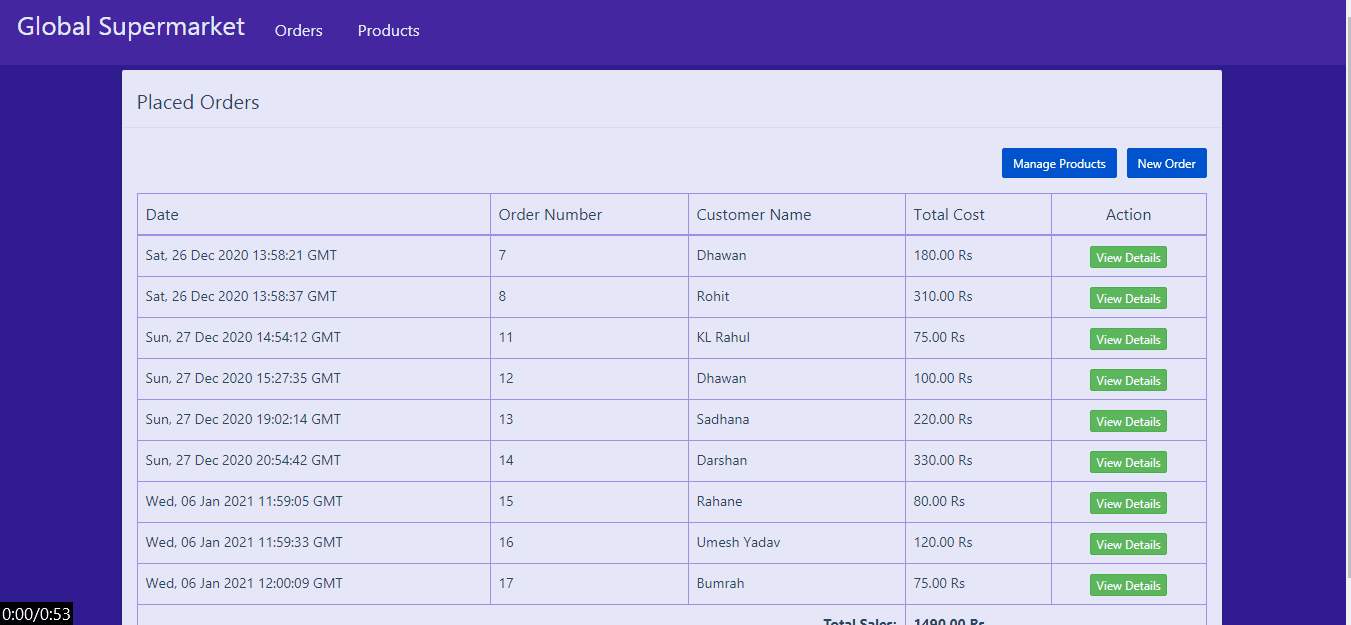 Global Supermarket Orders Products
Placed Orders
Manage Products New Order
Date Order Number Customer Name Total Cost Action
Sat, 26 Dec 2020 13:58:21 GMT 7 Dhawan 180.00 Rs View Details
Sat, 26 Dec 2020 13:58:37 GMT 8 Rohit 310.00 Rs View Details
Sun, 27 Dec 2020 14:54:12 GMT 11 KL Rahul 75.00 Rs View Details
Sun, 27 Dec 2020 15:27:35 GMT 12 Dhawan 100.00 Rs View Details
Sun, 27 Dec 2020 19:02:14 GMT 13 Sadhana 220.00 Rs View Details
Sun, 27 Dec 2020 20:54:42 GMT 14 Darshan 330.00 Rs View Details
Wed, 06 Jan 2021 11:59:05 GMT 15 Rahane 80.00 Rs View Details
Wed, 06 Jan 2021 11:59:33 GMT 16 Umesh Yadav 120.00 Rs View Details
Wed, 06 Jan 2021 12:00:09 GMT 17 Bumrah 75.00 Rs View Details
Total Sales: 1490.00 Rs
0:00/0:53